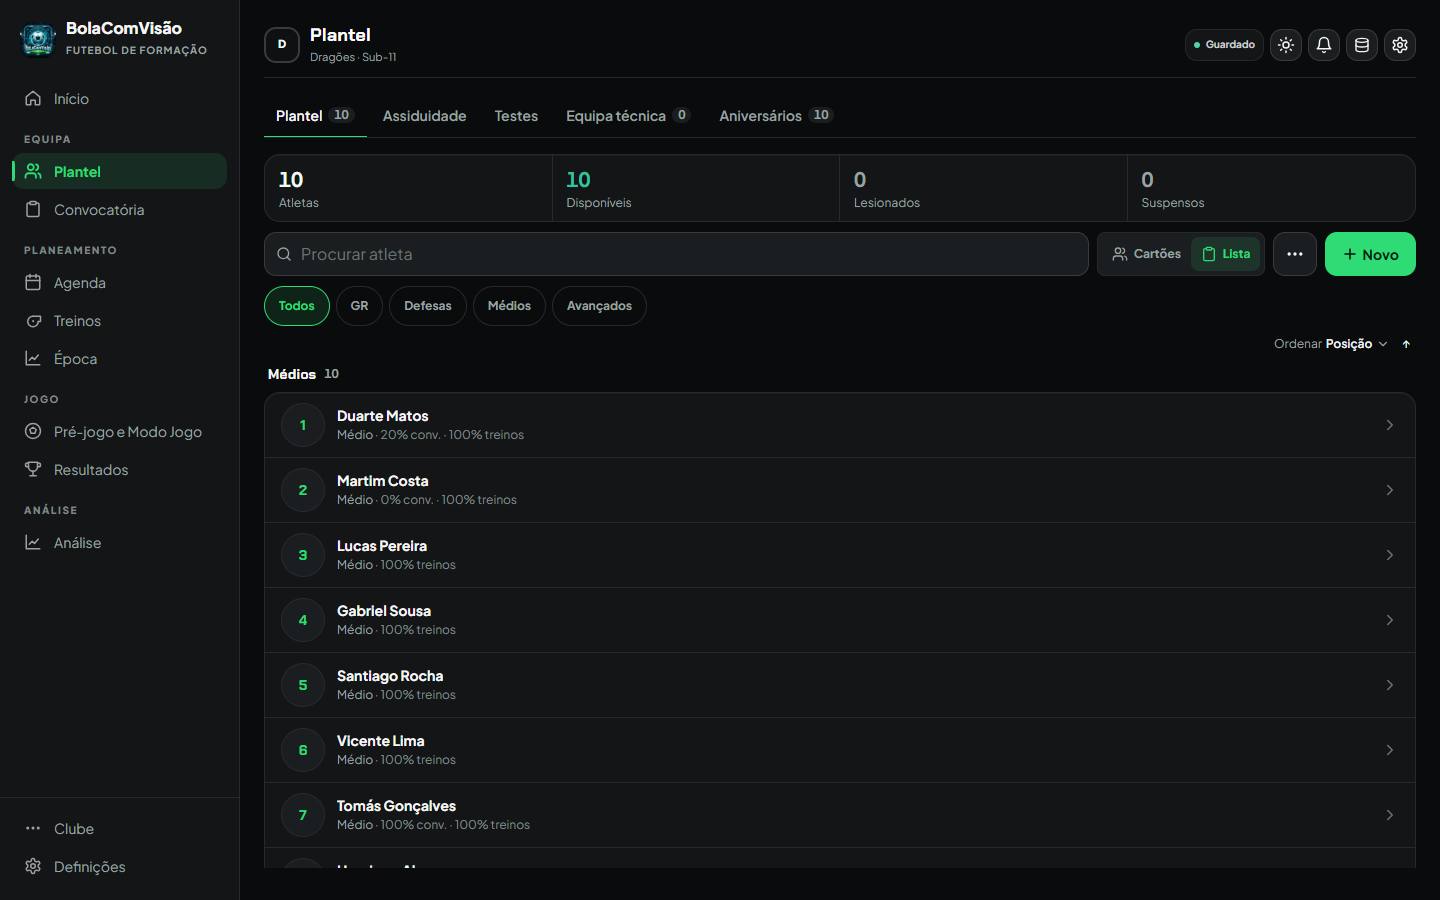 BolaComVisão
FUTEBOL DE FORMAÇÃO
Início
EQUIPA
Plantel
Convocatória
PLANEAMENTO
Agenda
Treinos
Época
JOGO
Pré-jogo e Modo Jogo
Resultados
ANÁLISE
Análise
Clube
Definições
D
Plantel
Dragões · Sub-11
Guardado
Plantel 10
Assiduidade
Testes
Equipa técnica 0
Aniversários 10
10
Atletas
10
Disponíveis
0
Lesionados
0
Suspensos
Procurar atleta
Cartões
Lista
Novo
Todos
GR
Defesas
Médios
Avançados
Ordenar Posição
Médios 10
1
Duarte Matos
Médio · 20% conv. · 100% treinos
2
Martim Costa
Médio · 0% conv. · 100% treinos
3
Lucas Pereira
Médio · 100% treinos
4
Gabriel Sousa
Médio · 100% treinos
5
Santiago Rocha
Médio · 100% treinos
6
Vicente Lima
Médio · 100% treinos
7
Tomás Gonçalves
Médio · 100% conv. · 100% treinos